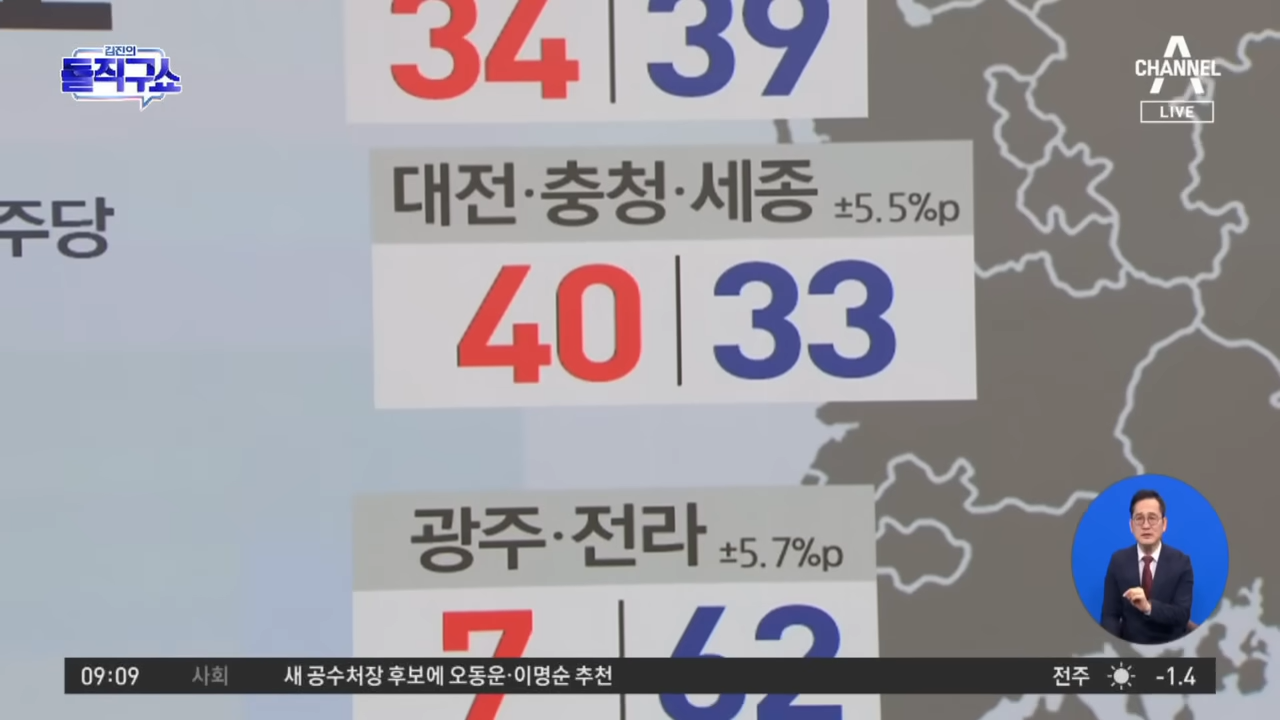 김진의
돌직구쇼
CHANNEL
LIVE
34 39
대전·충청·세종 ±5.5%p
주당
40 33
광주·전라 ±5.7%p
7 62
09:09 사회 새 공수처장 후보에 오동운·이명순 추천 전주 -1.4